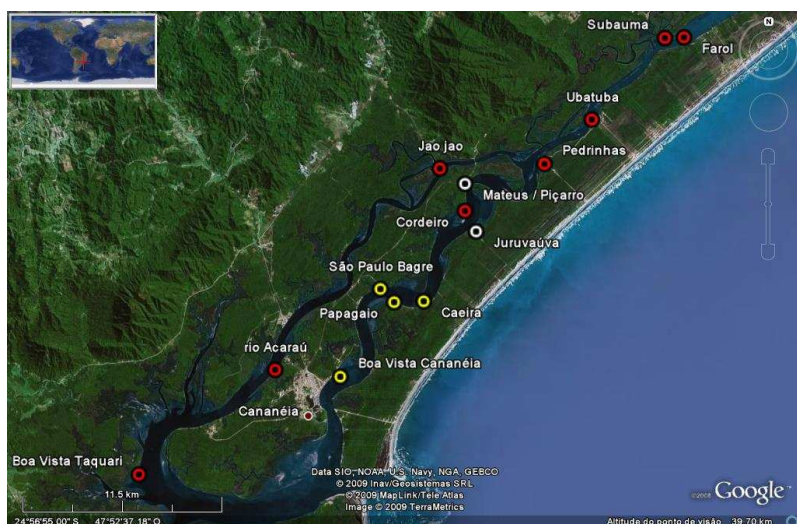 Subauma
Farol
N
Ubatuba
Jao jao
Pedrinhas
Mateus / Piçarro
Cordeiro
Juruvaúva
São Paulo Bagre
Papagaio
Caeira
rio Acaraú
Boa Vista Cananéia
Cananéia
Boa Vista Taquari
11.5 km
Data SIO, NOAA, U.S. Navy, NGA, GEBCO
© 2009 Inav/Geosistemas SRL
© 2009 MapLink/Tele Atlas
Image © 2009 TerraMetrics
©2008 Google™
24°56'55.00" S 47°52'37.18" O
Altitude do ponto de visão 39.70 km